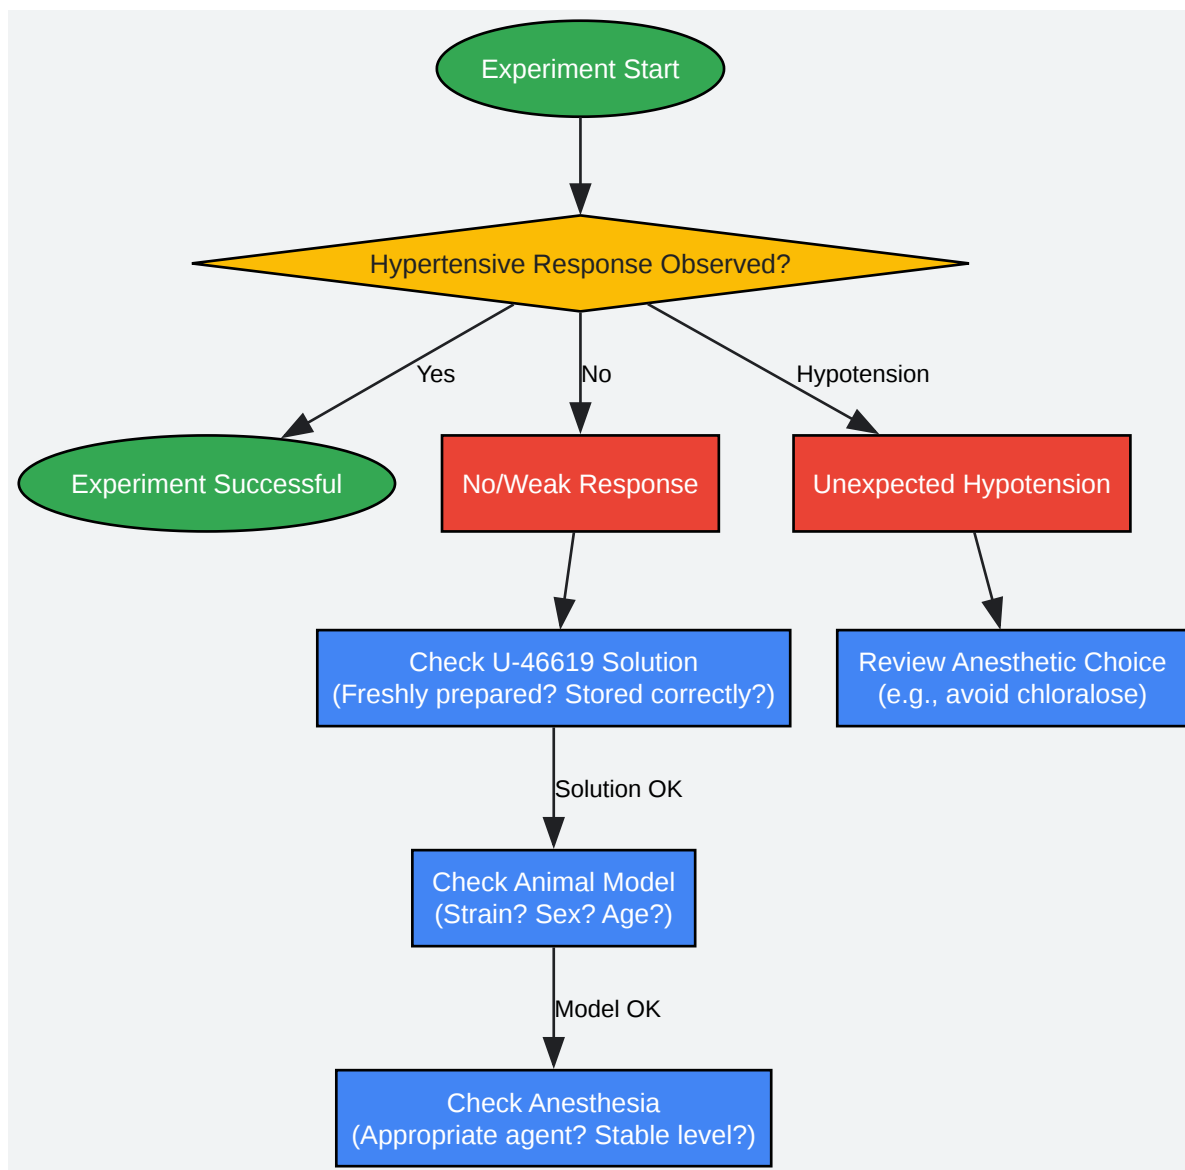 Experiment Start
Hypertensive Response Observed?
Yes
No
Hypotension
Experiment Successful
No/Weak Response
Unexpected Hypotension
Check U-46619 Solution
(Freshly prepared? Stored correctly?)
Review Anesthetic Choice
(e.g., avoid chloralose)
Solution OK
Check Animal Model
(Strain? Sex? Age?)
Model OK
Check Anesthesia
(Appropriate agent? Stable level?)